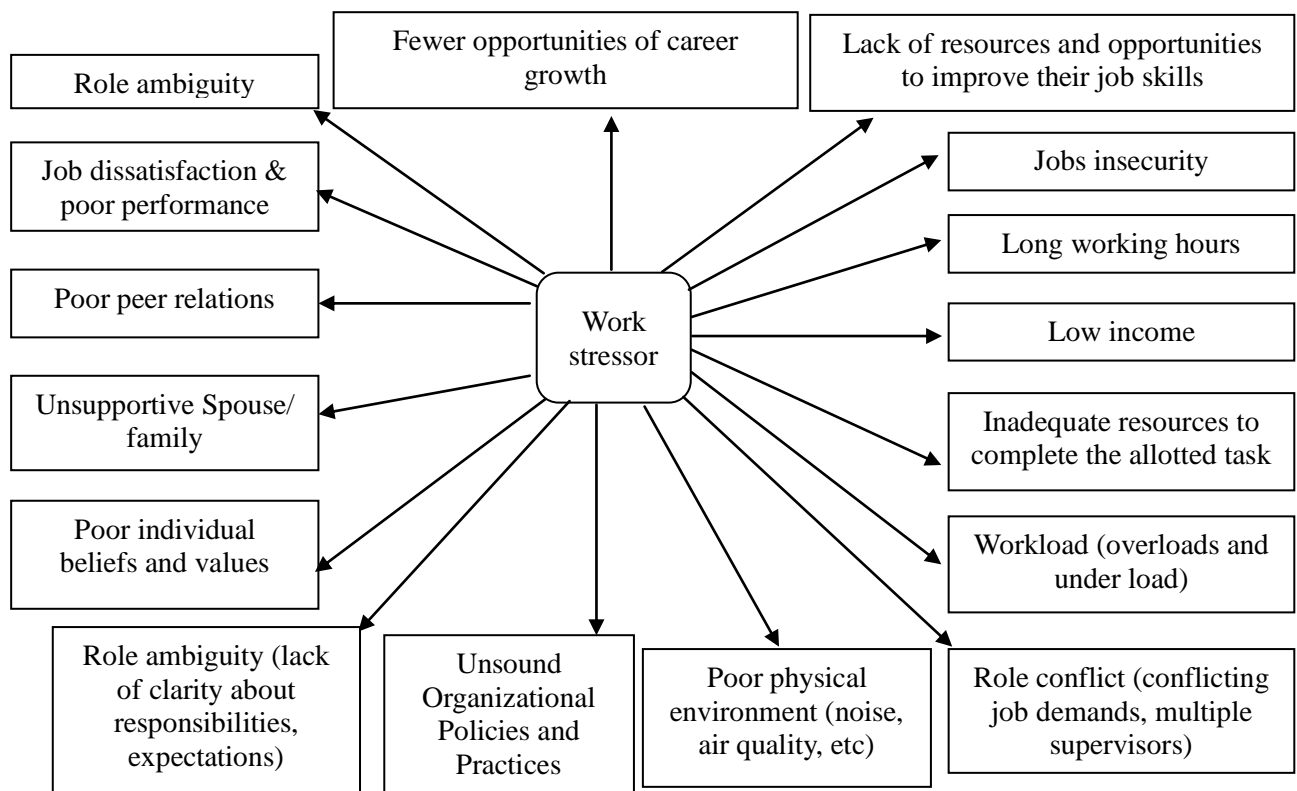 Fewer opportunities of career
growth
Lack of resources and opportunities
to improve their job skills
Role ambiguity
Job dissatisfaction &
poor performance
Jobs insecurity
Long working hours
Poor peer relations
Work
stressor
Low income
Unsupportive Spouse/
family
Inadequate resources to
complete the allotted task
Poor individual
beliefs and values
Workload (overloads and
under load)
Role ambiguity (lack
of clarity about
responsibilities,
expectations)
Unsound
Organizational
Policies and
Practices
Poor physical
environment (noise,
air quality, etc)
Role conflict (conflicting
job demands, multiple
supervisors)